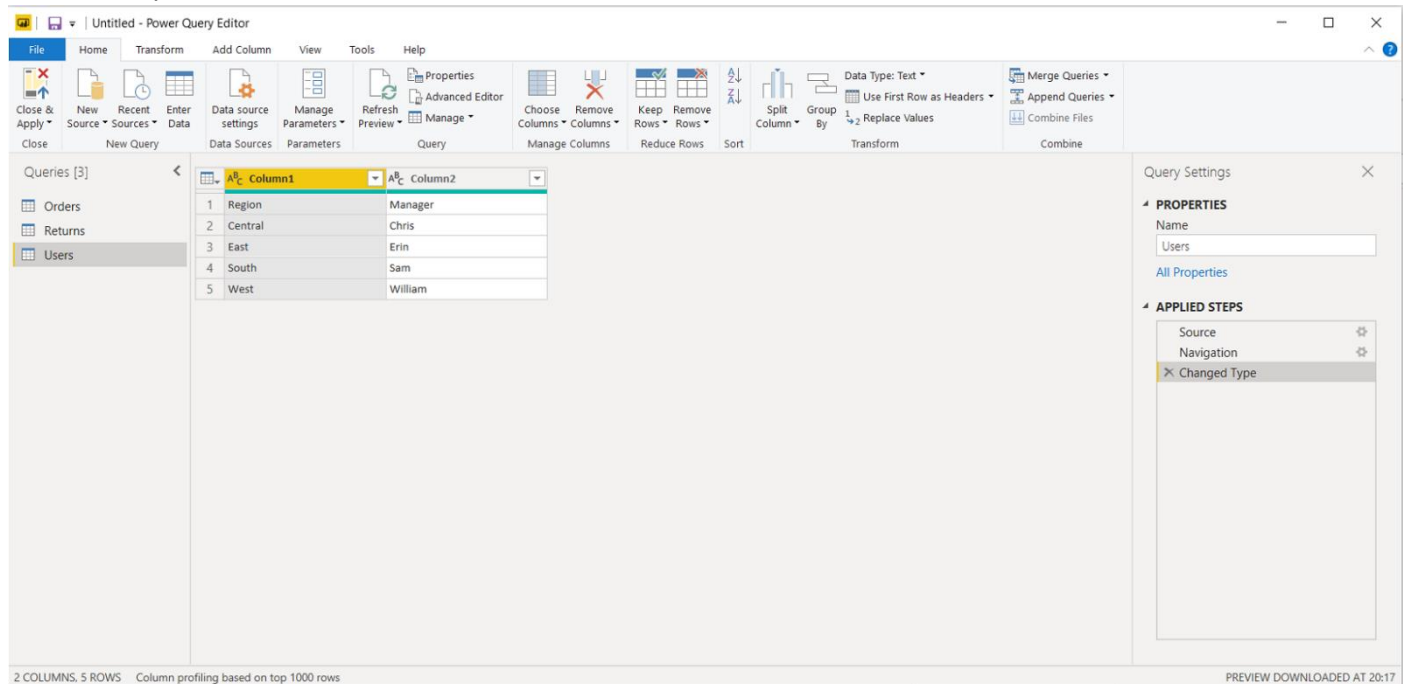 Untitled - Power Query Editor
File Home Transform Add Column View Tools Help
Close & Apply
New Source
Recent Sources
Enter Data
Data source settings
Manage Parameters
Refresh Preview
Properties
Advanced Editor
Manage
Choose Columns
Remove Columns
Keep Rows
Remove Rows
Split Column
Group By
Data Type: Text
Use First Row as Headers
Replace Values
Merge Queries
Append Queries
Combine Files
Close New Query Data Sources Parameters Query Manage Columns Reduce Rows Sort Transform Combine
Queries [3]
Orders
Returns
Users
ABC Column1 ABC Column2
1 Region Manager
2 Central Chris
3 East Erin
4 South Sam
5 West William
Query Settings
PROPERTIES
Name
Users
All Properties
APPLIED STEPS
Source
Navigation
Changed Type
2 COLUMNS, 5 ROWS Column profiling based on top 1000 rows PREVIEW DOWNLOADED AT 20:17